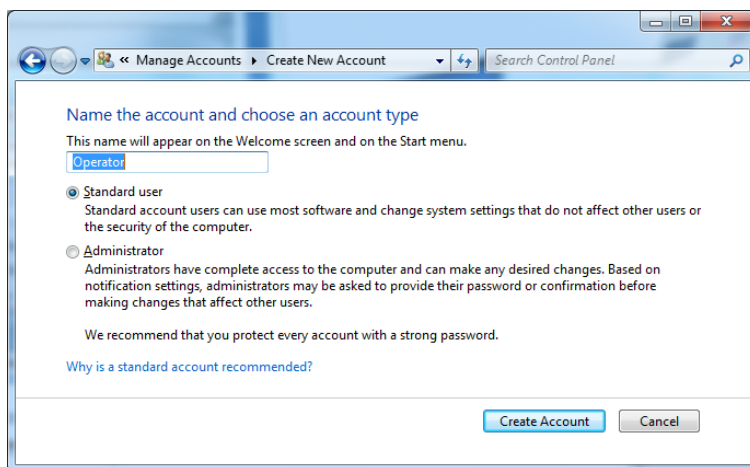 « Manage Accounts ▸ Create New Account
Search Control Panel
Name the account and choose an account type
This name will appear on the Welcome screen and on the Start menu.
Operator
Standard user
Standard account users can use most software and change system settings that do not affect other users or
the security of the computer.
Administrator
Administrators have complete access to the computer and can make any desired changes. Based on
notification settings, administrators may be asked to provide their password or confirmation before
making changes that affect other users.
We recommend that you protect every account with a strong password.
Why is a standard account recommended?
Create Account
Cancel